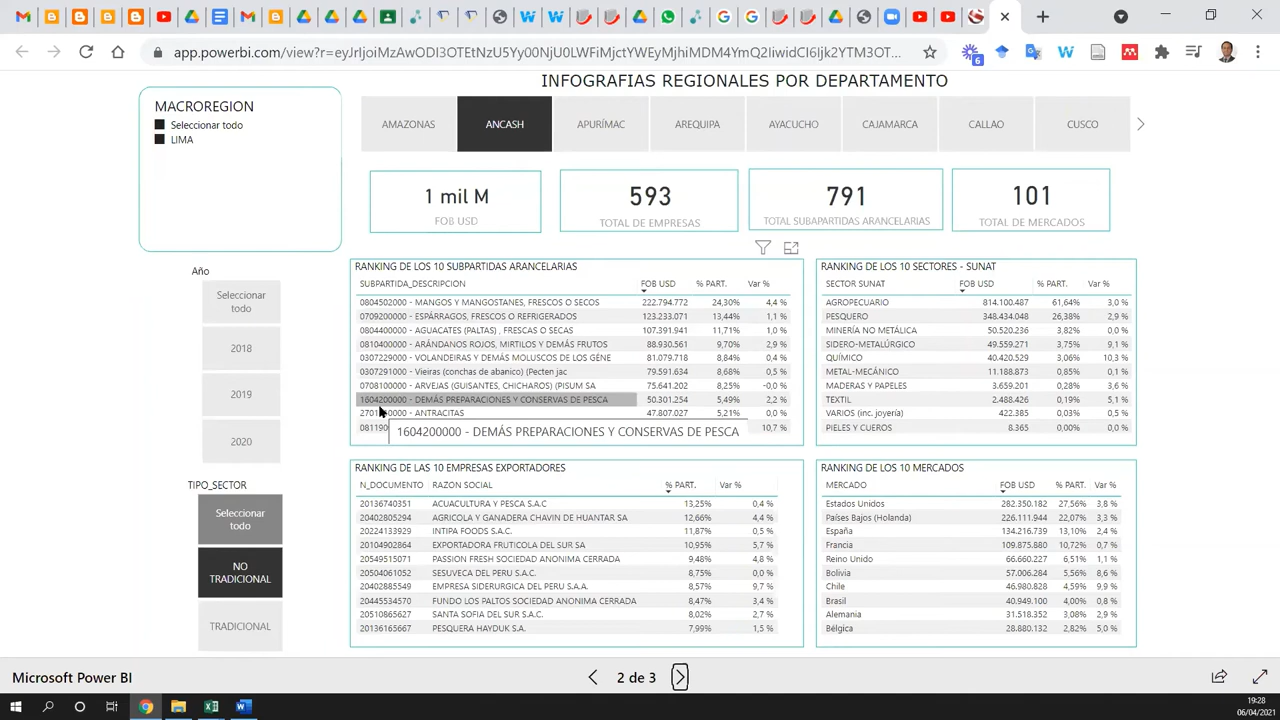 app.powerbi.com/view?r=eyJrIjoiMzAwODI3OTEtNzU5Yy00NjU0LWFiMjctYWEyMjhiMDM4YmQ2IiwidCI6Ijk2YTM3OT...
6
INFOGRAFIAS REGIONALES POR DEPARTAMENTO
MACROREGION
Seleccionar todo
LIMA
AMAZONAS ANCASH APURÍMAC AREQUIPA AYACUCHO CAJAMARCA CALLAO CUSCO
1 mil M
FOB USD
593
TOTAL DE EMPRESAS
791
TOTAL SUBAPARTIDAS ARANCELARIAS
101
TOTAL DE MERCADOS
Año
Seleccionar
todo
2018
2019
2020
TIPO_SECTOR
Seleccionar
todo
NO
TRADICIONAL
TRADICIONAL
RANKING DE LOS 10 SUBPARTIDAS ARANCELARIAS
SUBPARTIDA_DESCRIPCION FOB USD % PART. Var %
0804502000 - MANGOS Y MANGOSTANES, FRESCOS O SECOS 222.794.772 24,30% 4,4 %
0709200000 - ESPÁRRAGOS, FRESCOS O REFRIGERADOS 123.233.071 13,44% 1,1 %
0804400000 - AGUACATES (PALTAS) , FRESCAS O SECAS 107.391.941 11,71% 1,0 %
0810400000 - ARÁNDANOS ROJOS, MIRTILOS Y DEMÁS FRUTOS 88.930.561 9,70% 2,9 %
0307229000 - VOLANDEIRAS Y DEMÁS MOLUSCOS DE LOS GÉNE 81.079.718 8,84% 0,4 %
0307291000 - Vieiras (conchas de abanico) (Pecten jac 79.591.634 8,68% 0,5 %
0708100000 - ARVEJAS (GUISANTES, CHICHAROS) (PISUM SA 75.641.202 8,25% -0,0 %
1604200000 - DEMÁS PREPARACIONES Y CONSERVAS DE PESCA 50.301.254 5,49% 2,2 %
- ANTRACITAS 47.807.027 5,21% 0,0 %
10,7 %
1604200000 - DEMÁS PREPARACIONES Y CONSERVAS DE PESCA
RANKING DE LOS 10 SECTORES - SUNAT
SECTOR SUNAT FOB USD % PART. Var %
AGROPECUARIO 814.100.487 61,64% 3,0 %
PESQUERO 348.434.048 26,38% 2,9 %
MINERÍA NO METÁLICA 50.520.236 3,82% 0,0 %
SIDERO-METALÚRGICO 49.559.271 3,75% 9,1 %
QUÍMICO 40.420.529 3,06% 10,3 %
METAL-MECÁNICO 11.188.873 0,85% 0,1 %
MADERAS Y PAPELES 3.659.201 0,28% 3,6 %
TEXTIL 2.488.426 0,19% 5,1 %
VARIOS (inc. joyería) 422.385 0,03% 0,5 %
PIELES Y CUEROS 8.365 0,00% 0,1 %
RANKING DE LAS 10 EMPRESAS EXPORTADORES
N_DOCUMENTO RAZON SOCIAL % PART. Var %
20136740351 ACUACULTURA Y PESCA S.A.C 13,25% 0,4 %
20402805294 AGRICOLA Y GANADERA CHAVIN DE HUANTAR SA 12,66% 4,4 %
20224133929 INTIPA FOODS S.A.C. 11,87% 0,5 %
20104902864 EXPORTADORA FRUTICOLA DEL SUR SA 10,95% 5,7 %
20549515071 PASSION FRESH SOCIEDAD ANONIMA CERRADA 9,48% 4,8 %
20504061052 SESUVECA DEL PERU S.A.C. 8,75% 0,0 %
20402885549 EMPRESA SIDERURGICA DEL PERU S.A.A. 8,57% 9,7 %
20445534570 FUNDO LOS PALTOS SOCIEDAD ANONIMA CERRADA 8,47% 3,4 %
20510865627 SANTA SOFIA DEL SUR S.A.C. 8,02% 2,7 %
20136165667 PESQUERA HAYDUK S.A. 7,99% 1,5 %
RANKING DE LOS 10 MERCADOS
MERCADO FOB USD % PART. Var %
Estados Unidos 282.350.182 27,56% 3,8 %
Países Bajos (Holanda) 226.111.944 22,07% 3,3 %
España 134.216.739 13,10% 2,4 %
Francia 109.875.880 10,72% 0,7 %
Reino Unido 66.660.227 6,51% 1,1 %
Bolivia 57.006.284 5,56% 8,6 %
Chile 46.980.828 4,59% 9,9 %
Brasil 40.949.100 4,00% 0,8 %
Alemania 31.518.352 3,08% 2,9 %
Bélgica 28.880.132 2,82% 5,0 %
Microsoft Power BI
2 de 3
19:28
06/04/2021